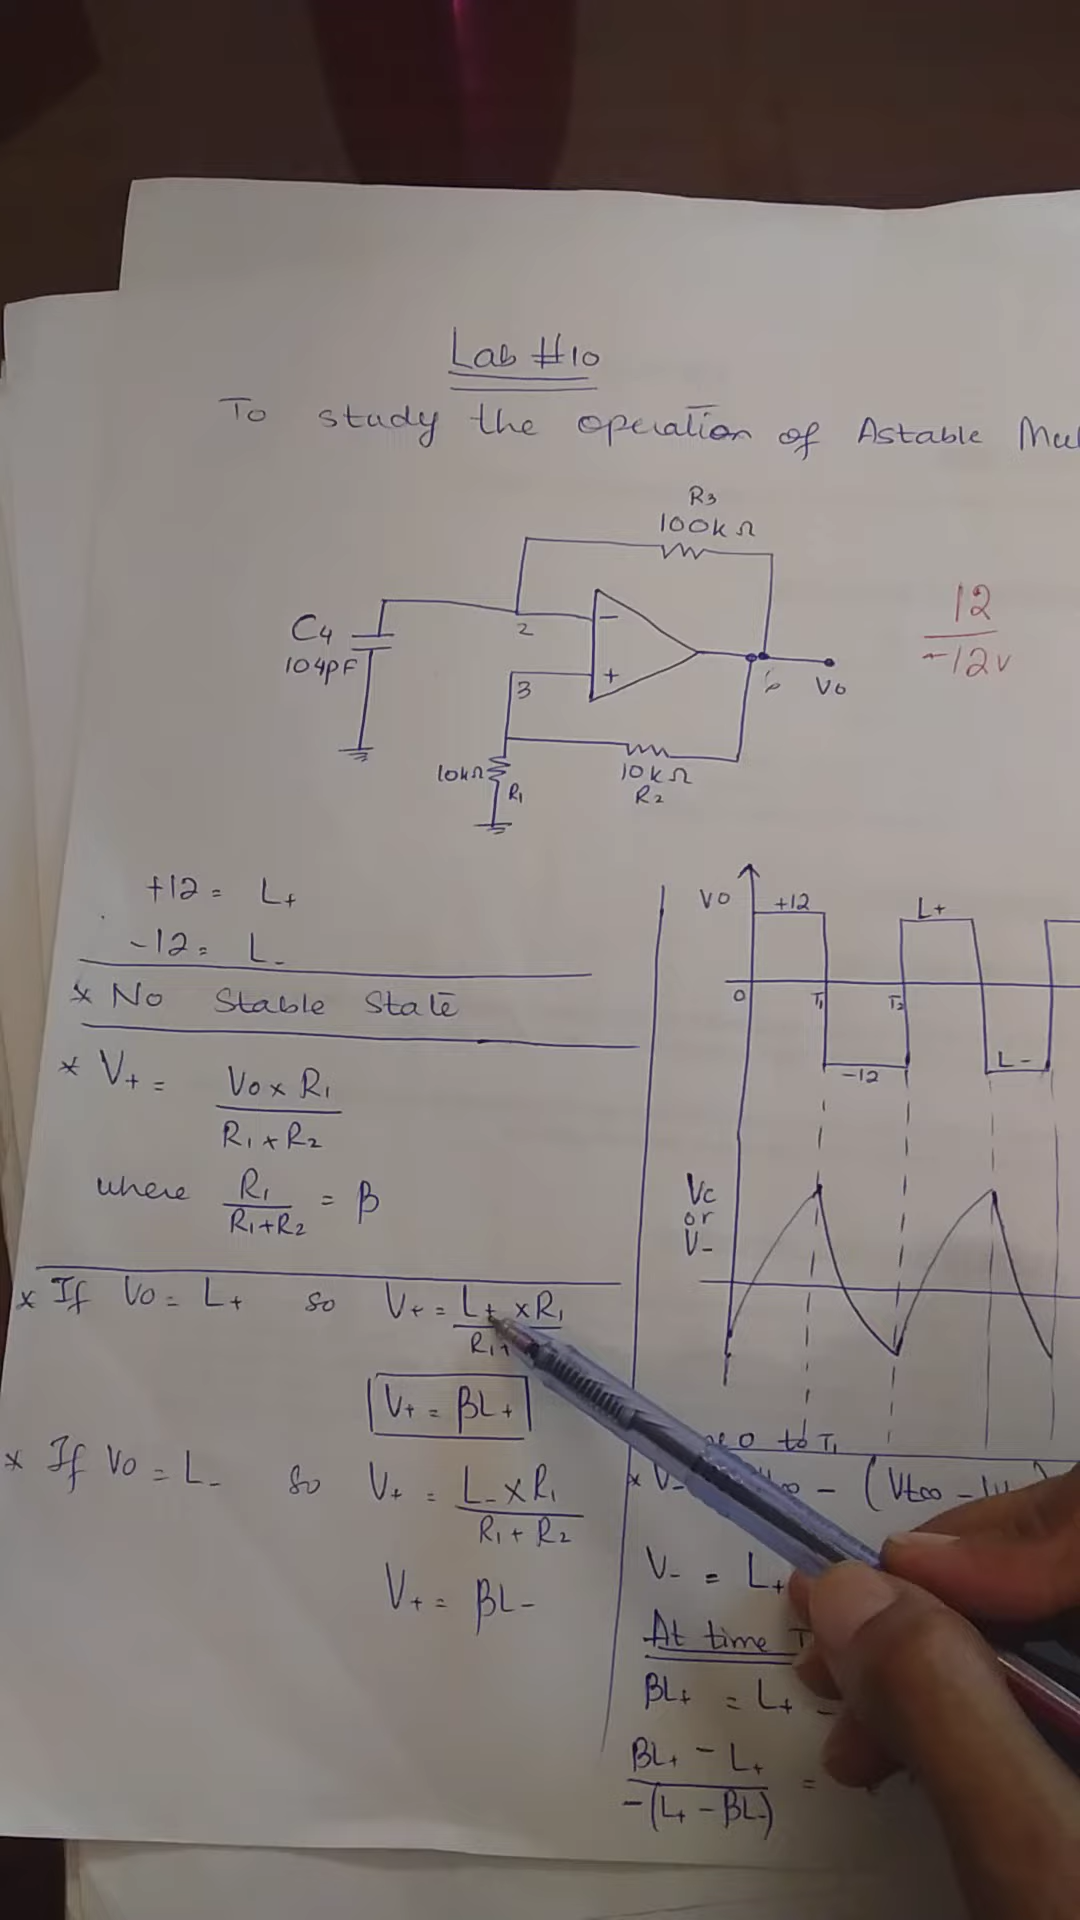 Lab #10
To study the operation of Astable
R3
100kΩ
12
-12v
C4
104pF
2
-
3
+
6
Vo
10kΩ
R1
10kΩ
R2
+12 = L+
-12 = L-
* No Stable State
* V+ = Vo x R1
R1 + R2
where R1 = β
R1+R2
* If Vo = L+ so V+ = L+ x R1
V+ = βL+
* If Vo = L- so V+ = L- x R1
R1 + R2
V+ = βL-
Vo
+12
L+
0
T1
T2
-12
L-
Vc
or
V-
0 to T1
- (Vt∞ -
V- = L+
At time
βL+ = L+ -
βL+ - L+ =
-(L+ - βL-)